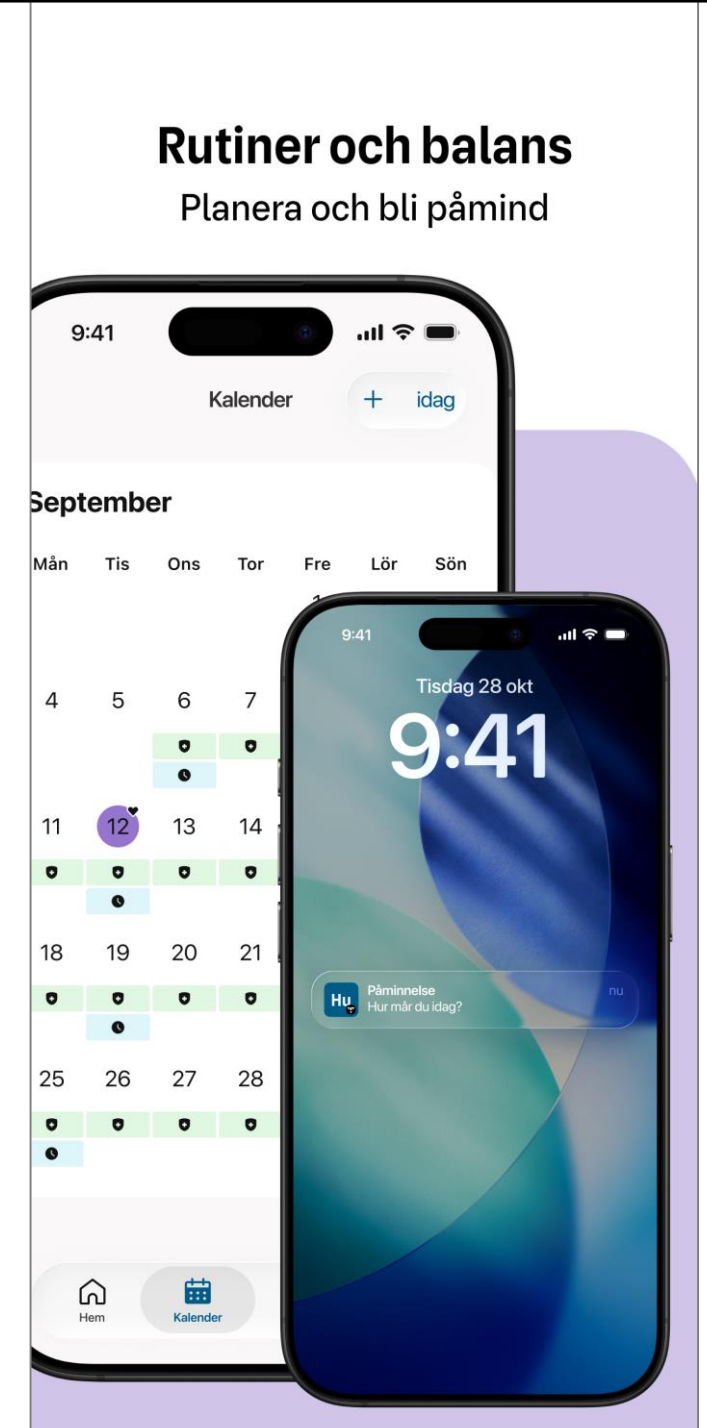 Rutiner och balans
Planera och bli påmind
9:41
Kalender
+ idag
September
Mån Tis Ons Tor Fre Lör Sön
4 5 6 7
11 12 13 14
18 19 20 21
25 26 27 28
Hem Kalender
9:41
Tisdag 28 okt
9:41
Hu
Påminnelse nu
Hur mår du idag?